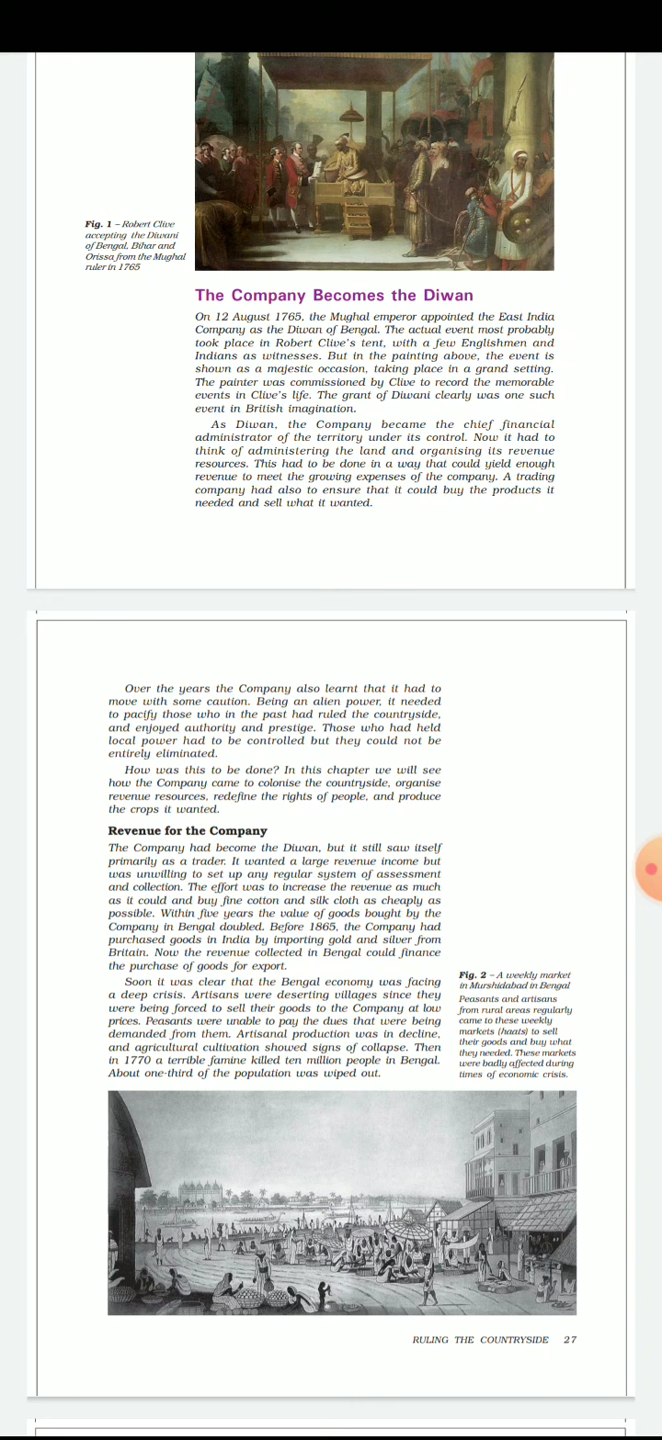 Fig. 1 – Robert Clive
accepting the Diwani
of Bengal, Bihar and
Orissa from the Mughal
ruler in 1765
The Company Becomes the Diwan
On 12 August 1765, the Mughal emperor appointed the East India
Company as the Diwan of Bengal. The actual event most probably
took place in Robert Clive's tent, with a few Englishmen and
Indians as witnesses. But in the painting above, the event is
shown as a majestic occasion, taking place in a grand setting.
The painter was commissioned by Clive to record the memorable
events in Clive's life. The grant of Diwani clearly was one such
event in British imagination.
As Diwan, the Company became the chief financial
administrator of the territory under its control. Now it had to
think of administering the land and organising its revenue
resources. This had to be done in a way that could yield enough
revenue to meet the growing expenses of the company. A trading
company had also to ensure that it could buy the products it
needed and sell what it wanted.
Over the years the Company also learnt that it had to
move with some caution. Being an alien power, it needed
to pacify those who in the past had ruled the countryside,
and enjoyed authority and prestige. Those who had held
local power had to be controlled but they could not be
entirely eliminated.
How was this to be done? In this chapter we will see
how the Company came to colonise the countryside, organise
revenue resources, redefine the rights of people, and produce
the crops it wanted.
Revenue for the Company
The Company had become the Diwan, but it still saw itself
primarily as a trader. It wanted a large revenue income but
was unwilling to set up any regular system of assessment
and collection. The effort was to increase the revenue as much
as it could and buy fine cotton and silk cloth as cheaply as
possible. Within five years the value of goods bought by the
Company in Bengal doubled. Before 1865, the Company had
purchased goods in India by importing gold and silver from
Britain. Now the revenue collected in Bengal could finance
the purchase of goods for export.
Soon it was clear that the Bengal economy was facing
a deep crisis. Artisans were deserting villages since they
were being forced to sell their goods to the Company at low
prices. Peasants were unable to pay the dues that were being
demanded from them. Artisanal production was in decline,
and agricultural cultivation showed signs of collapse. Then
in 1770 a terrible famine killed ten million people in Bengal.
About one-third of the population was wiped out.
Fig. 2 – A weekly market
in Murshidabad in Bengal
Peasants and artisans
from rural areas regularly
came to these weekly
markets (haats) to sell
their goods and buy what
they needed. These markets
were badly affected during
times of economic crisis.
RULING THE COUNTRYSIDE 27